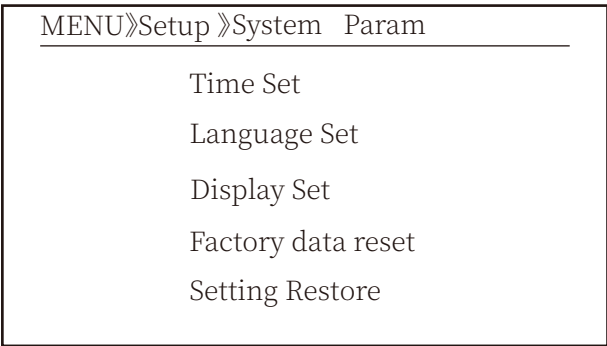 MENU》Setup 》System Param
Time Set
Language Set
Display Set
Factory data reset
Setting Restore